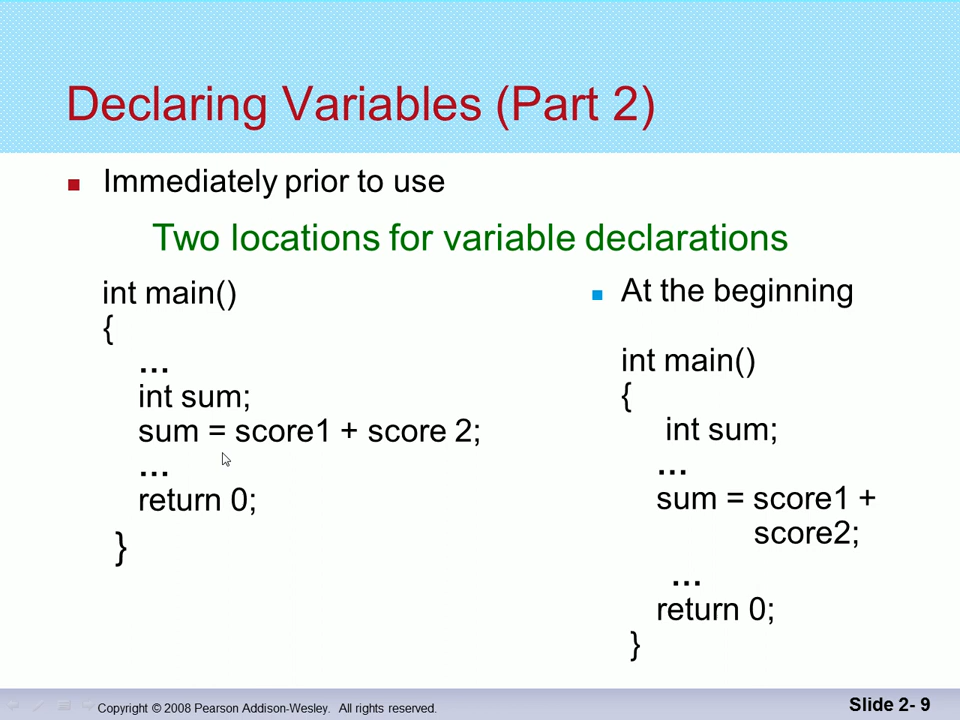 Declaring Variables (Part 2)
Immediately prior to use
Two locations for variable declarations
int main()
{
...
int sum;
sum = score1 + score 2;
...
return 0;
}
At the beginning
int main()
{
int sum;
...
sum = score1 +
score2;
...
return 0;
}
Copyright © 2008 Pearson Addison-Wesley. All rights reserved.
Slide 2- 9